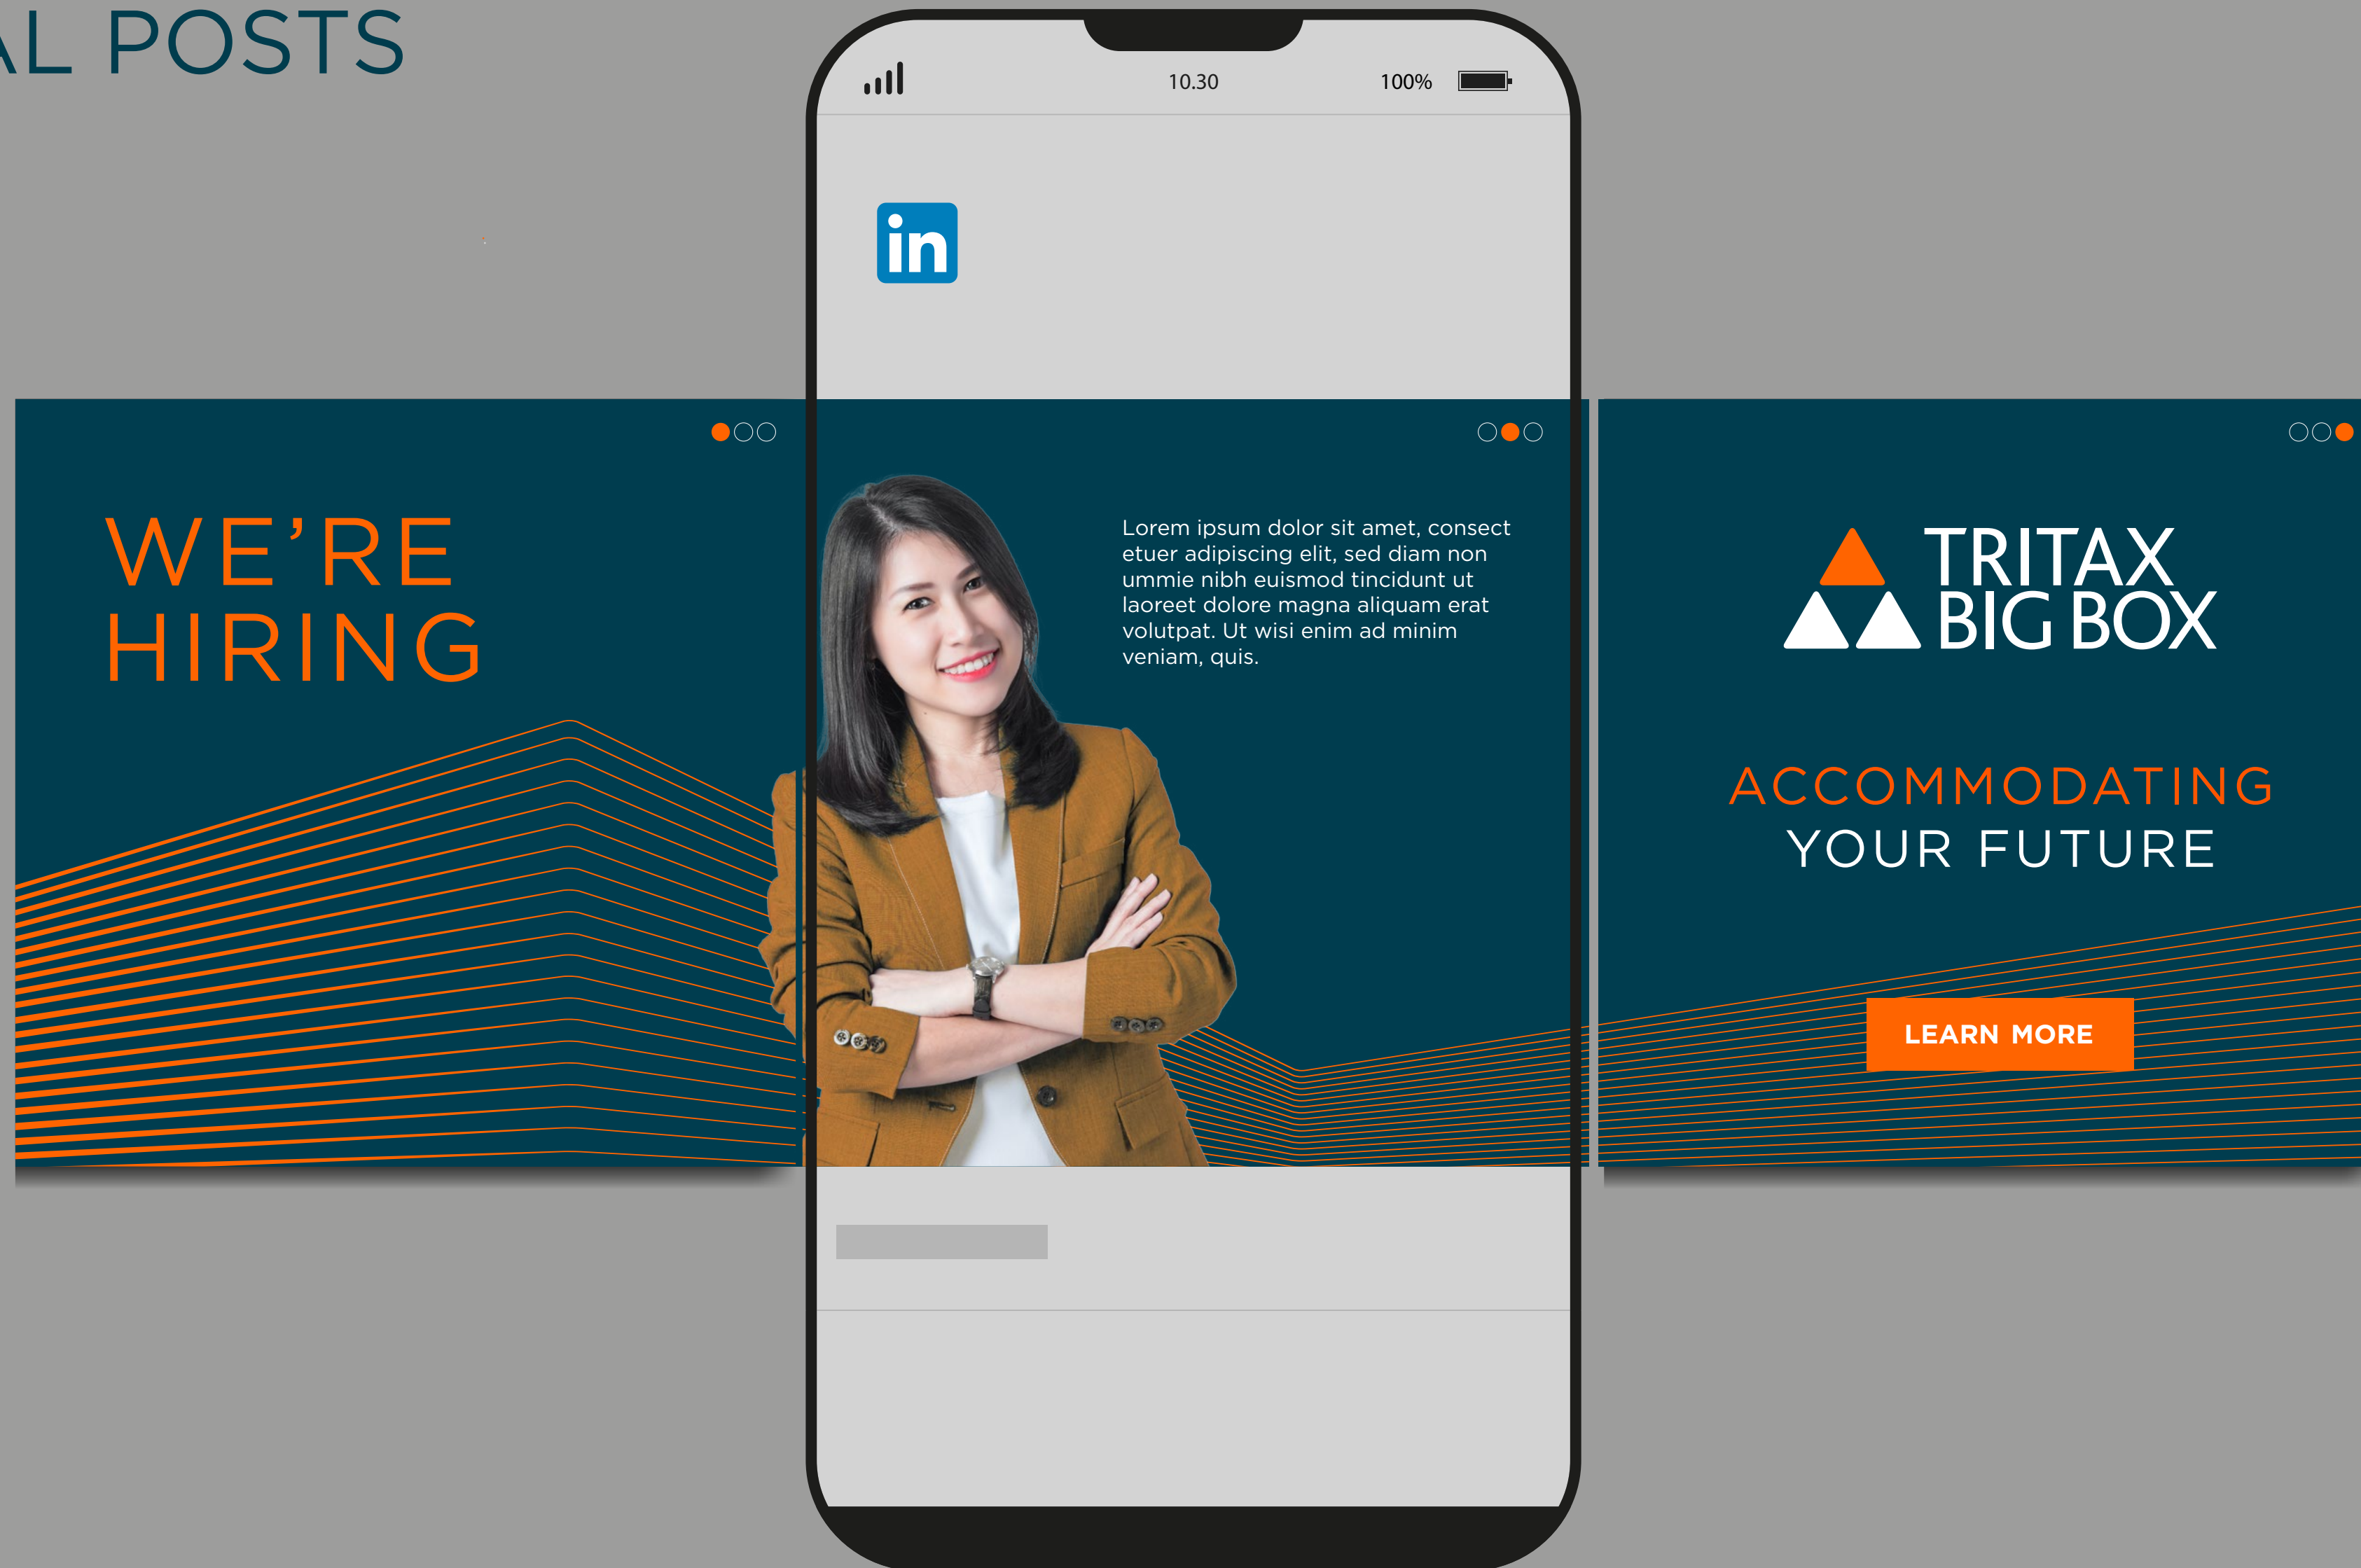 AL POSTS
10.30
100%
in
WE'RE
HIRING
Lorem ipsum dolor sit amet, consect
etuer adipiscing elit, sed diam non
ummie nibh euismod tincidunt ut
laoreet dolore magna aliquam erat
volutpat. Ut wisi enim ad minim
veniam, quis.
TRITAX
BIG BOX
ACCOMMODATING
YOUR FUTURE
LEARN MORE